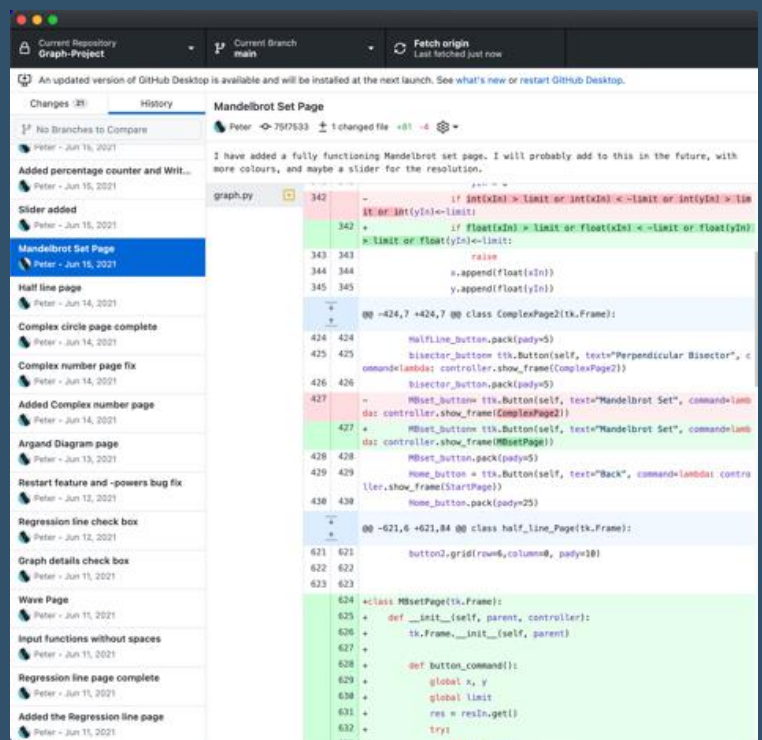 Current Repository
Graph-Project
Current Branch
main
Fetch origin
Last fetched just now
An updated version of GitHub Desktop is available and will be installed at the next launch. See what's new or restart GitHub Desktop.
Changes 21
History
No Branches to Compare
Peter - Jun 15, 2021
Added percentage counter and Writ...
Peter - Jun 15, 2021
Slider added
Peter - Jun 15, 2021
Mandelbrot Set Page
Peter - Jun 15, 2021
Half line page
Peter - Jun 14, 2021
Complex circle page complete
Peter - Jun 14, 2021
Complex number page fix
Peter - Jun 14, 2021
Added Complex number page
Peter - Jun 14, 2021
Argand Diagram page
Peter - Jun 13, 2021
Restart feature and -powers bug fix
Peter - Jun 12, 2021
Regression line check box
Peter - Jun 12, 2021
Graph details check box
Peter - Jun 11, 2021
Wave Page
Peter - Jun 11, 2021
Input functions without spaces
Peter - Jun 11, 2021
Regression line page complete
Peter - Jun 11, 2021
Added the Regression line page
Peter - Jun 11, 2021
Mandelbrot Set Page
Peter 75f7533 1 changed file +81 -4
I have added a fully functioning Mandelbrot set page. I will probably add to this in the future, with
more colours, and maybe a slider for the resolution.
graph.py
342 - if int(xIn) > limit or int(xIn) < -limit or int(yIn) > lim
it or int(yIn)<-limit:
342 + if float(xIn) > limit or float(xIn) < -limit or float(yIn)
> limit or float(yIn)<-limit:
343 343 raise
344 344 x.append(float(xIn))
345 345 y.append(float(yIn))
@@ -424,7 +424,7 @@ class ComplexPage2(tk.Frame):
424 424 HalfLine_button.pack(pady=5)
425 425 bisector_button= ttk.Button(self, text="Perpendicular Bisector", c
ommand=lambda: controller.show_frame(ComplexPage2))
426 426 bisector_button.pack(pady=5)
427 - MBset_button= ttk.Button(self, text="Mandelbrot Set", command=lamb
da: controller.show_frame(ComplexPage2))
427 + MBset_button= ttk.Button(self, text="Mandelbrot Set", command=lamb
da: controller.show_frame(MBsetPage))
428 428 MBset_button.pack(pady=5)
429 429 Home_button = ttk.Button(self, text="Back", command=lambda: contro
ller.show_frame(StartPage))
430 430 Home_button.pack(pady=25)
@@ -621,6 +621,84 @@ class half_line_Page(tk.Frame):
621 621 button2.grid(row=6,column=0, pady=10)
622 622
623 623
624 +class MBsetPage(tk.Frame):
625 + def __init__(self, parent, controller):
626 + tk.Frame.__init__(self, parent)
627 +
628 + def button_command():
629 + global x, y
630 + global limit
631 + res = resIn.get()
632 + try: